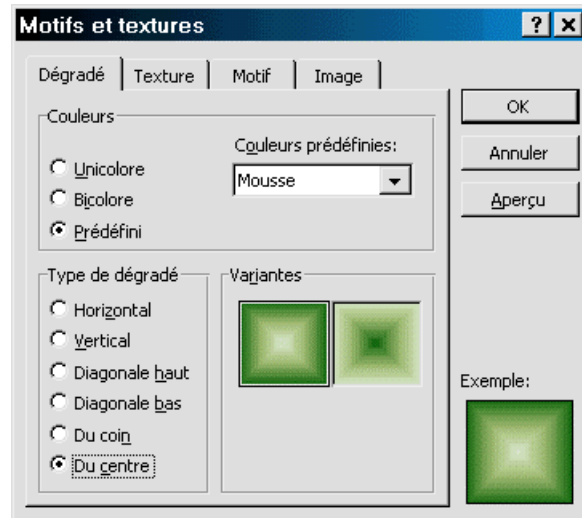 Motifs et textures
Dégradé Texture Motif Image
Couleurs
Unicolore
Bicolore
Prédéfini
Couleurs prédéfinies:
Mousse
Type de dégradé
Horizontal
Vertical
Diagonale haut
Diagonale bas
Du coin
Du centre
Variantes
OK
Annuler
Aperçu
Exemple: